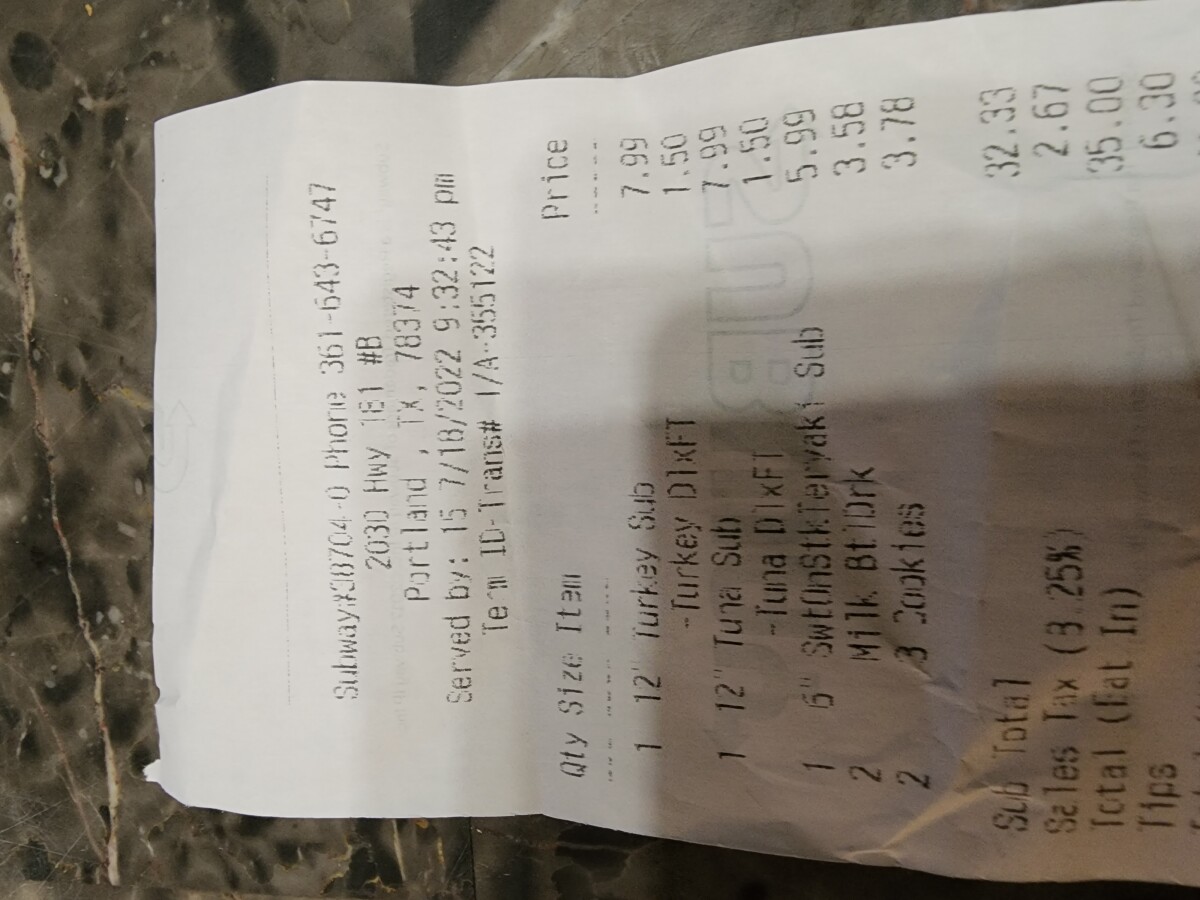 Subway#28704-0 Phone 361-643-6747
2030 Hwy 181 #B
Portland , TX, 78374
Served by: 15 7/18/2022 9:32:43 pm
Term ID-Trans# 1/A-355122
Qty Size Item Price
1 12" Turkey Sub 7.99
-Turkey DlxFT 1.50
1 12" Tuna Sub 7.99
-Tuna DlxFT 1.50
1 6" SwtOnStkTeryaki Sub 5.99
2 Milk BtlDrk 3.58
2 3 Cookies 3.78
Sub Total 32.33
Sales Tax (8.25%) 2.67
Total (Eat In) 35.00
Tips 6.30